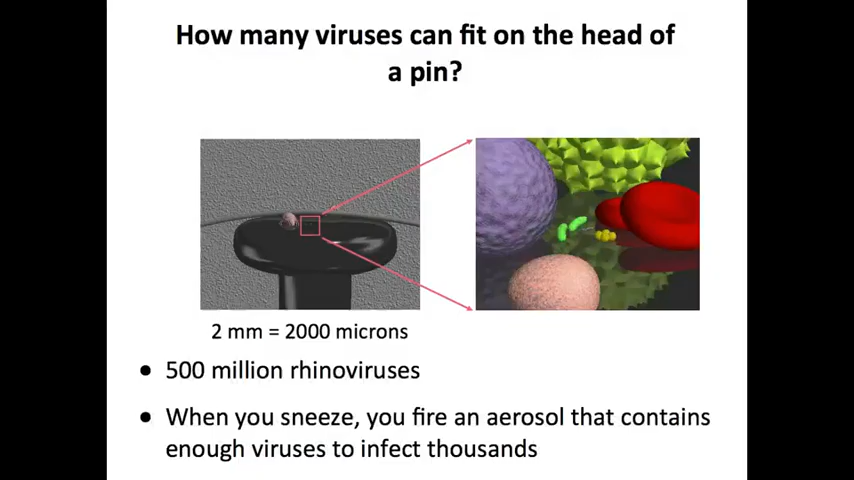 How many viruses can fit on the head of
a pin?
2 mm = 2000 microns
• 500 million rhinoviruses
• When you sneeze, you fire an aerosol that contains
enough viruses to infect thousands